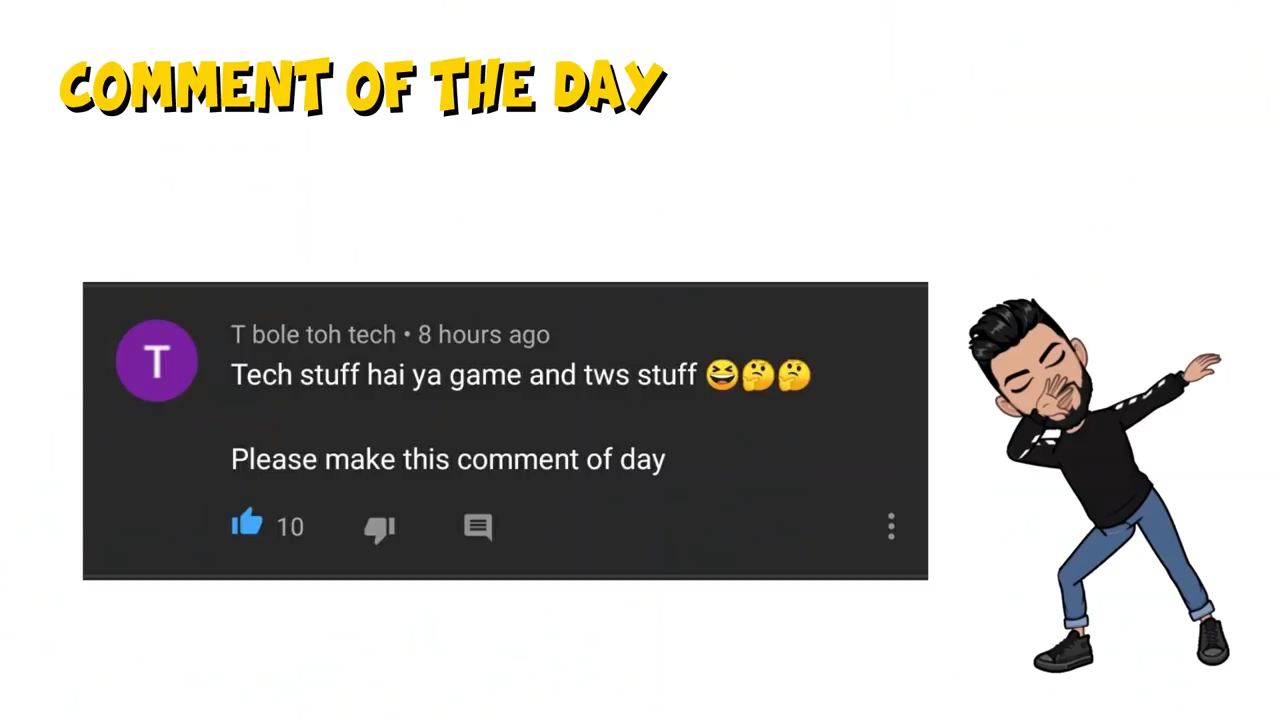 COMMENT OF THE DAY
T
T bole toh tech • 8 hours ago
Tech stuff hai ya game and tws stuff 😆🤔🤔
Please make this comment of day
10